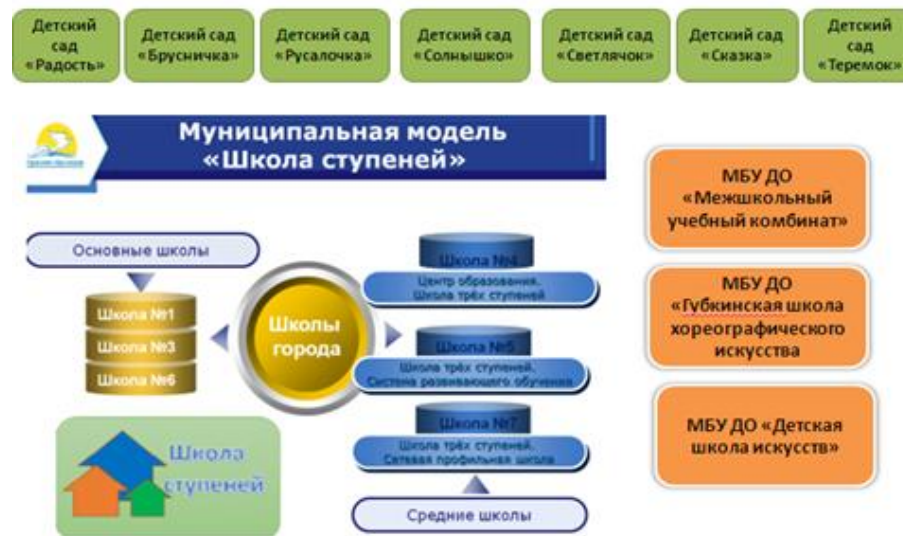 Детский
сад
«Радость»
Детский сад
«Брусничка»
Детский сад
«Русалочка»
Детский сад
«Солнышко»
Детский сад
«Светлячок»
Детский сад
«Сказка»
Детский
сад
«Теремок»
Муниципальная модель
«Школа ступеней»
МБУ ДО
«Межшкольный
учебный комбинат»
Основные школы
Школа №1
Школа №3
Школа №6
Школы
города
Школа №4
Центр образования.
Школа трёх ступеней
Школа №5
Школа трёх ступеней.
Система развивающего обучения
Школа №7
Школа трёх ступеней.
Сетевая профильная школа
Средние школы
МБУ ДО
«Губкинская школа
хореографического
искусства
МБУ ДО «Детская
школа искусств»
Школа
ступеней